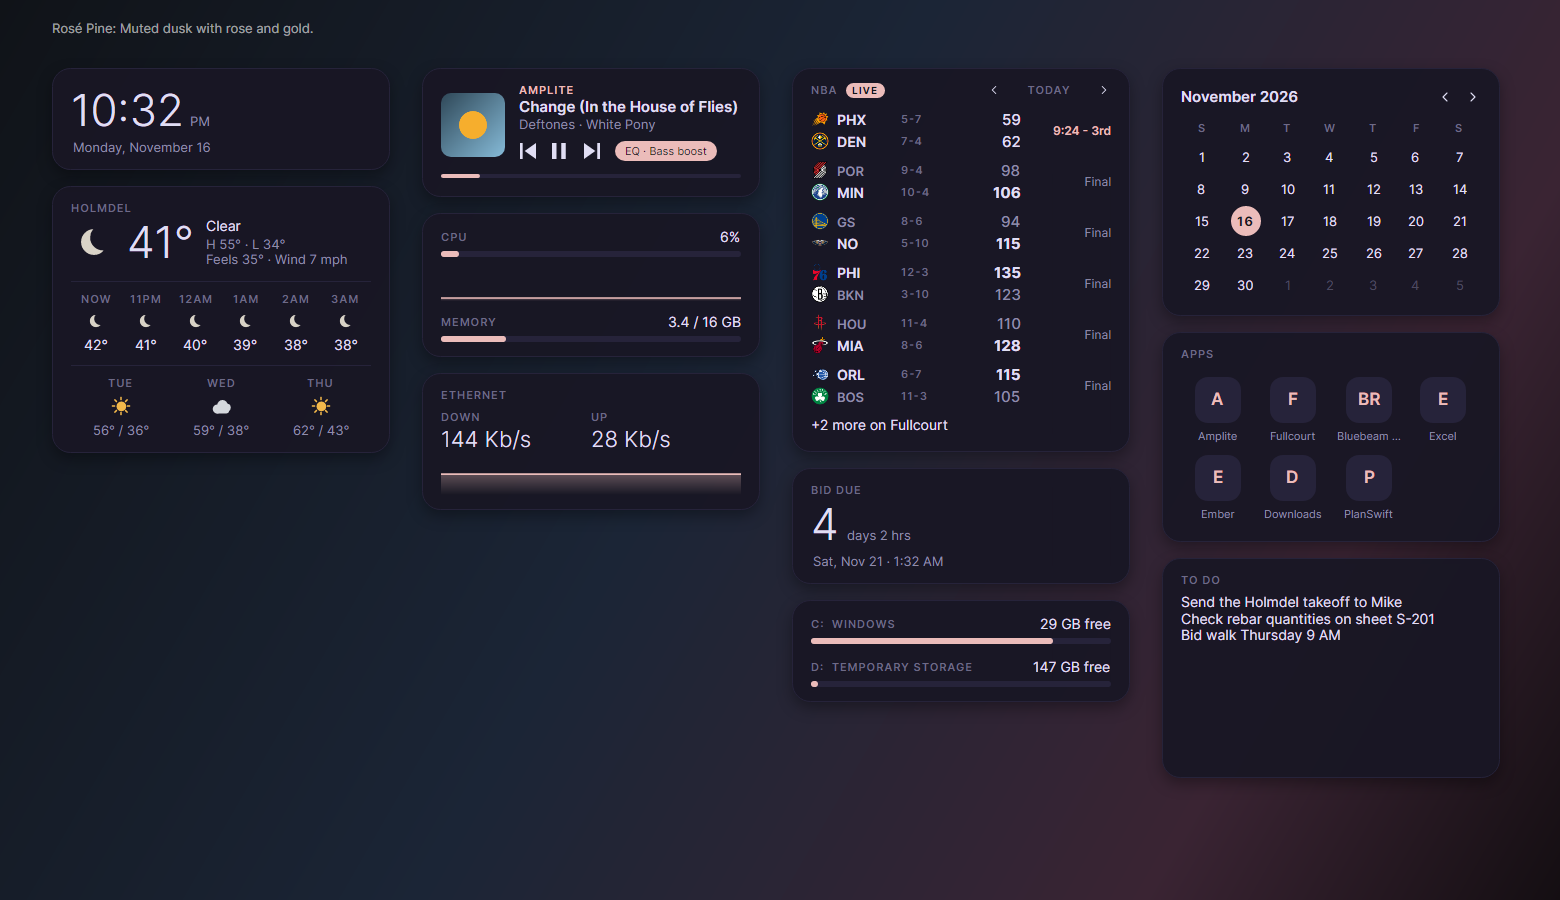 Rosé Pine: Muted dusk with rose and gold.
10:32 PM
Monday, November 16
HOLMDEL
41°
Clear
H 55° · L 34°
Feels 35° · Wind 7 mph
NOW 11PM 12AM 1AM 2AM 3AM
42° 41° 40° 39° 38° 38°
TUE WED THU
56° / 36° 59° / 38° 62° / 43°
AMPLITE
Change (In the House of Flies)
Deftones · White Pony
EQ · Bass boost
CPU 6%
MEMORY 3.4 / 16 GB
ETHERNET
DOWN UP
144 Kb/s 28 Kb/s
NBA LIVE TODAY
PHX 5-7 59
9:24 - 3rd
DEN 7-4 62
POR 9-4 98
Final
MIN 10-4 106
GS 8-6 94
Final
NO 5-10 115
PHI 12-3 135
Final
BKN 3-10 123
HOU 11-4 110
Final
MIA 8-6 128
ORL 6-7 115
Final
BOS 11-3 105
+2 more on Fullcourt
BID DUE
4 days 2 hrs
Sat, Nov 21 · 1:32 AM
C: WINDOWS 29 GB free
D: TEMPORARY STORAGE 147 GB free
November 2026
S M T W T F S
1 2 3 4 5 6 7
8 9 10 11 12 13 14
15 16 17 18 19 20 21
22 23 24 25 26 27 28
29 30 1 2 3 4 5
APPS
A F BR E
Amplite Fullcourt Bluebeam ... Excel
E D P
Ember Downloads PlanSwift
TO DO
Send the Holmdel takeoff to Mike
Check rebar quantities on sheet S-201
Bid walk Thursday 9 AM